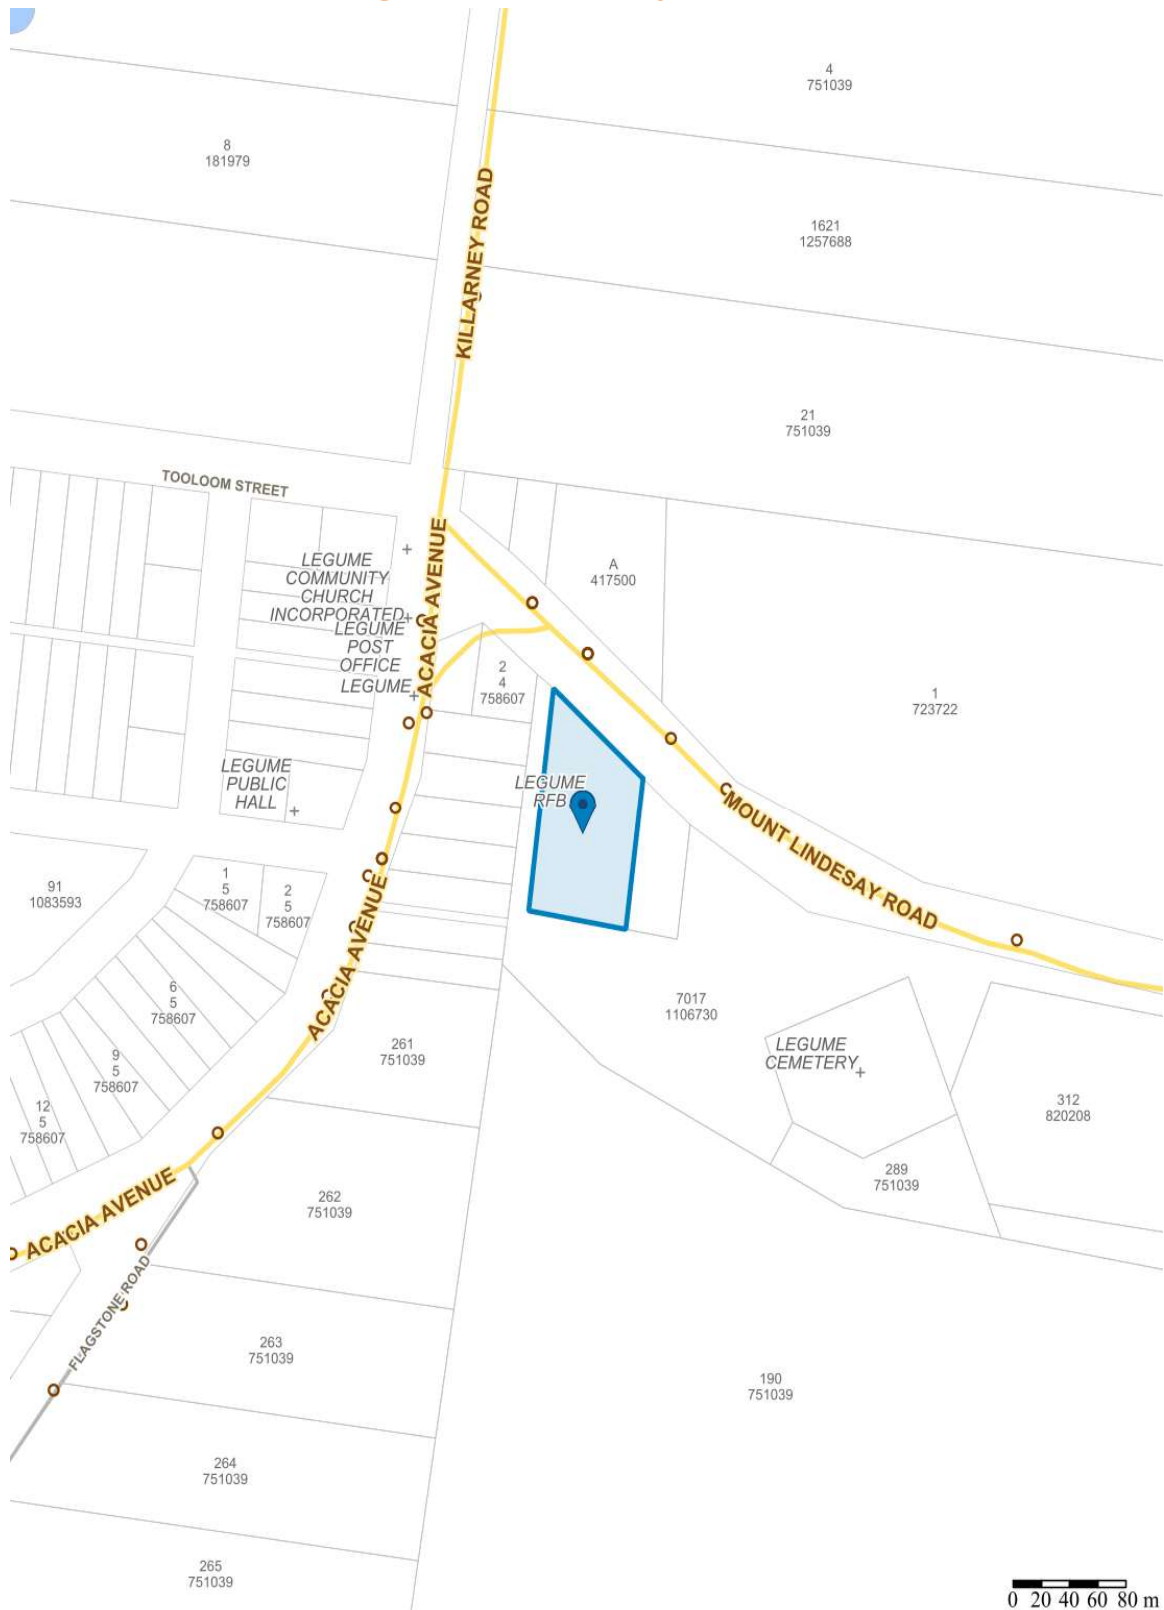 4
751039
8
181979
KILLARNEY ROAD
1621
1257688
21
751039
TOOLOOM STREET
LEGUME
COMMUNITY
CHURCH
INCORPORATED
ACACIA AVENUE
A
417500
LEGUME
POST
OFFICE
LEGUME
2
4
758607
1
723722
LEGUME
PUBLIC
HALL
LEGUME
RFB
MOUNT LINDESAY ROAD
91
1083593
1
5
758607
2
5
758607
ACACIA AVENUE
6
5
758607
7017
1106730
261
751039
LEGUME
CEMETERY
9
5
758607
12
5
758607
312
820208
289
751039
ACACIA AVENUE
262
751039
FLAGSTONE ROAD
263
751039
190
751039
264
751039
265
751039
0 20 40 60 80 m